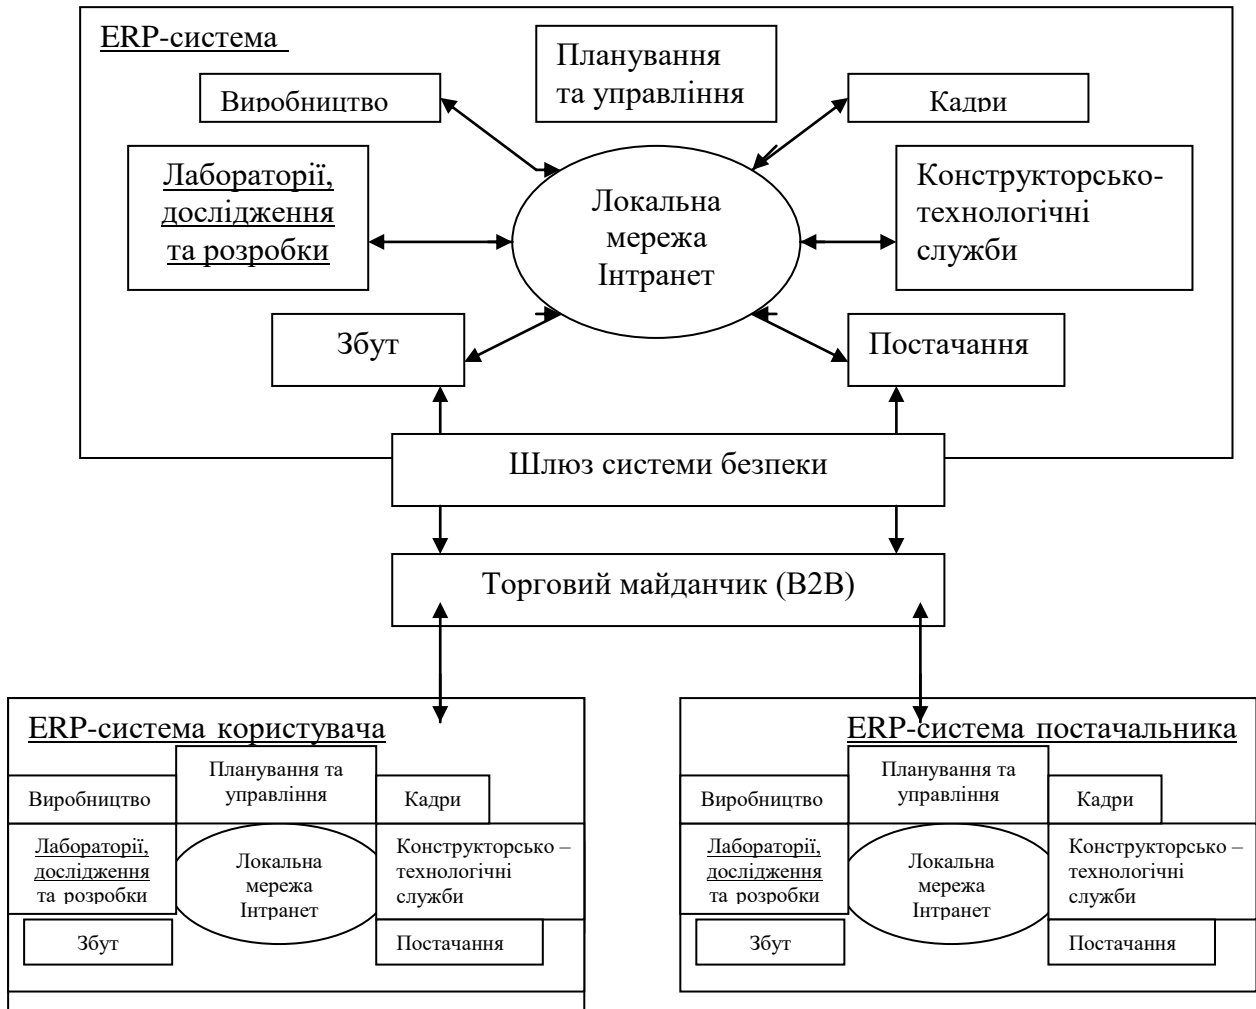 ERP-система
Планування
та управління
Виробництво
Кадри
Лабораторії,
дослідження
та розробки
Локальна
мережа
Інтранет
Конструкторсько-
технологічні
служби
Збут
Постачання
Шлюз системи безпеки
Торговий майданчик (B2B)
ERP-система користувача
Планування та
управління
Виробництво
Кадри
Лабораторії,
дослідження
та розробки
Локальна
мережа
Інтранет
Конструкторсько –
технологічні
служби
Збут
Постачання
ERP-система постачальника
Планування та
управління
Виробництво
Кадри
Лабораторії,
дослідження
та розробки
Локальна
мережа
Інтранет
Конструкторсько –
технологічні
служби
Збут
Постачання